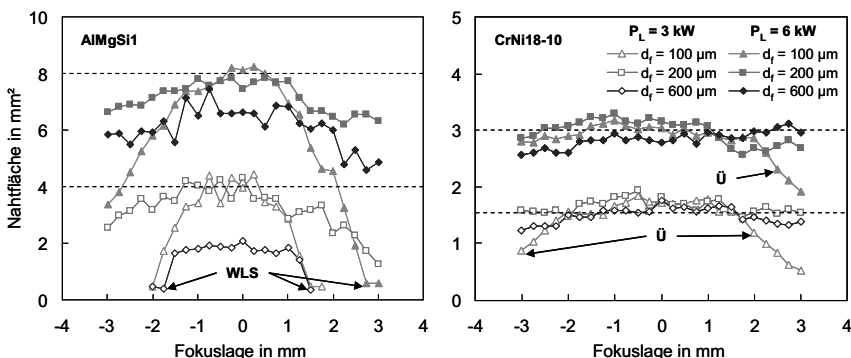 AlMgSi1
Nahtfläche in mm²
10
8
6
4
2
0
WLS
-4 -3 -2 -1 0 1 2 3 4
Fokuslage in mm
CrNi18-10
P_L = 3 kW P_L = 6 kW
d_f = 100 µm d_f = 100 µm
d_f = 200 µm d_f = 200 µm
d_f = 600 µm d_f = 600 µm
5
4
3
2
1
0
Ü
Ü
-4 -3 -2 -1 0 1 2 3 4
Fokuslage in mm